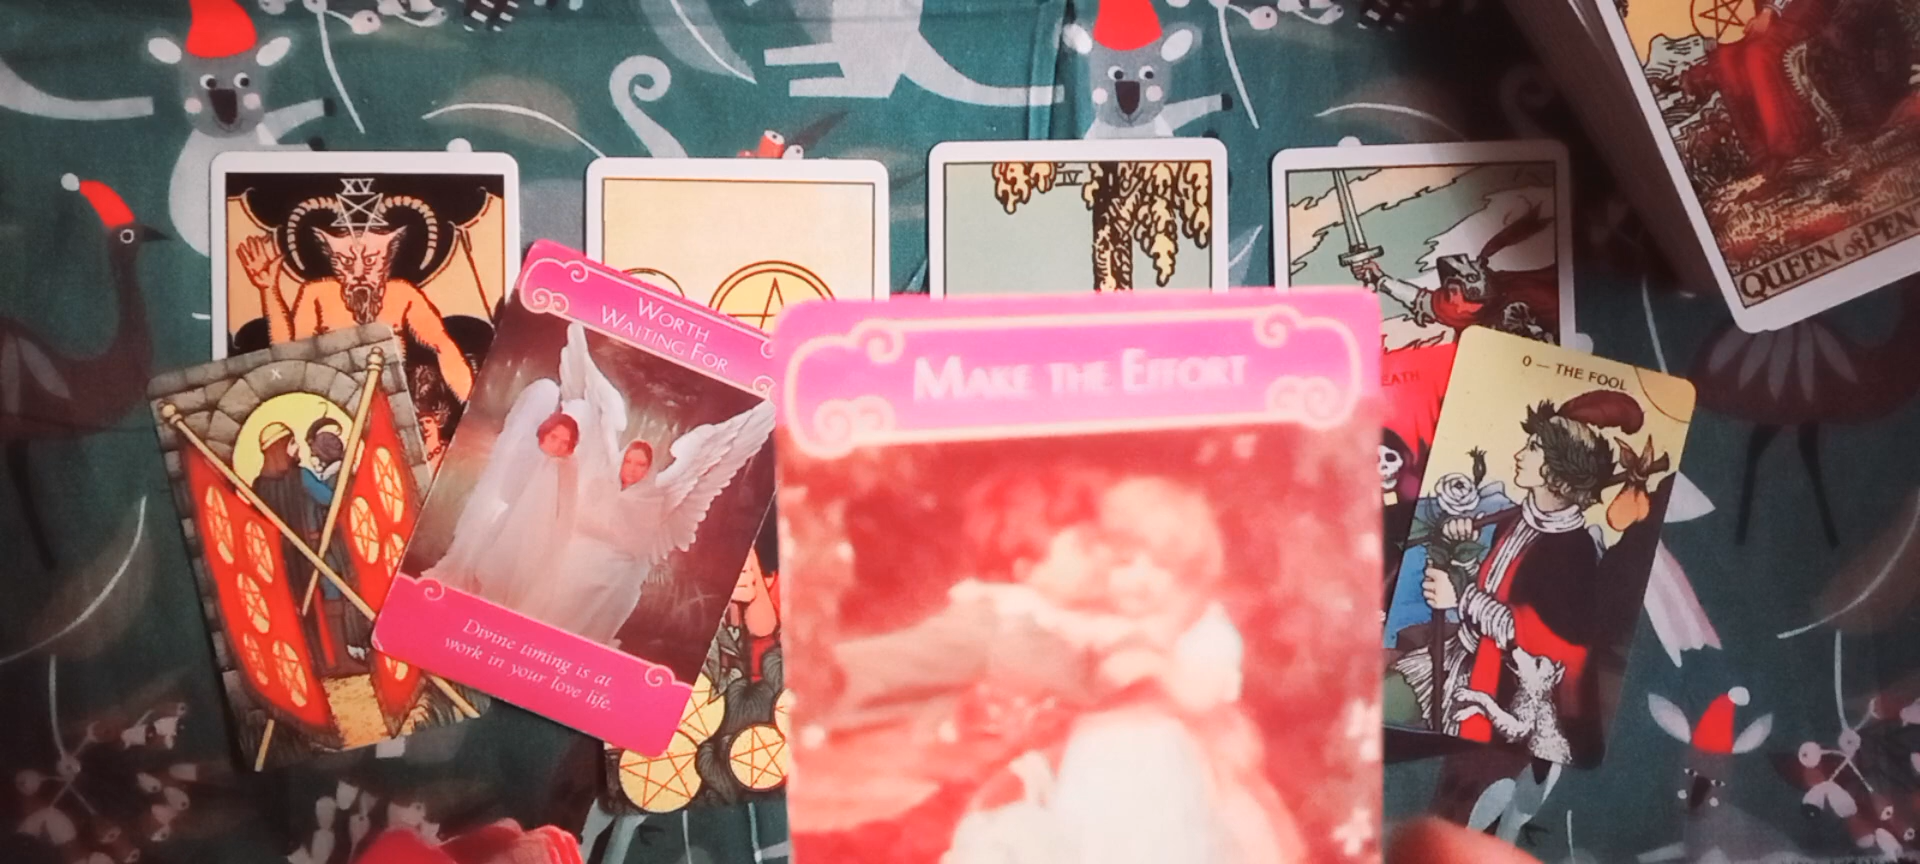 XV
IV
QUEEN of PEN
WORTH
WAITING FOR
MAKE THE EFFORT
EATH
0 — THE FOOL
X
Divine timing is at
work in your love life.